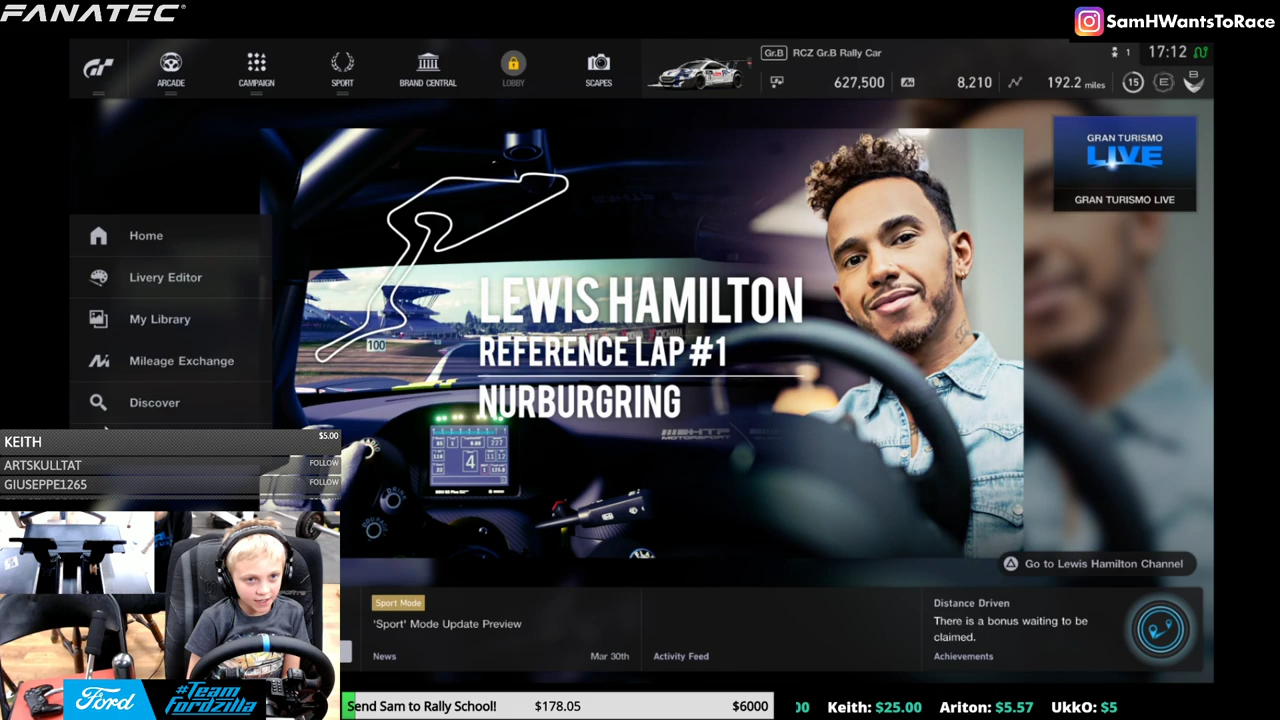 FANATEC
SamHWantsToRace
Gr.B RCZ Gr.B Rally Car
1 17:12
ARCADE
CAMPAIGN
SPORT
BRAND CENTRAL
LOBBY
SCAPES
627,500
8,210
192.2 miles
15
E
B
GRAN TURISMO
LIVE
GRAN TURISMO LIVE
Home
Livery Editor
My Library
Mileage Exchange
Discover
100
LEWIS HAMILTON
REFERENCE LAP #1
NURBURGRING
4
Go to Lewis Hamilton Channel
KEITH $5.00
ARTSKULLTAT FOLLOW
GIUSEPPE1265 FOLLOW
Sport Mode
'Sport' Mode Update Preview
News Mar 30th
Activity Feed
Distance Driven
There is a bonus waiting to be
claimed.
Achievements
Ford
#Team
Fordzilla
Send Sam to Rally School! $178.05 $6000
00 Keith: $25.00 Ariton: $5.57 UkkO: $5